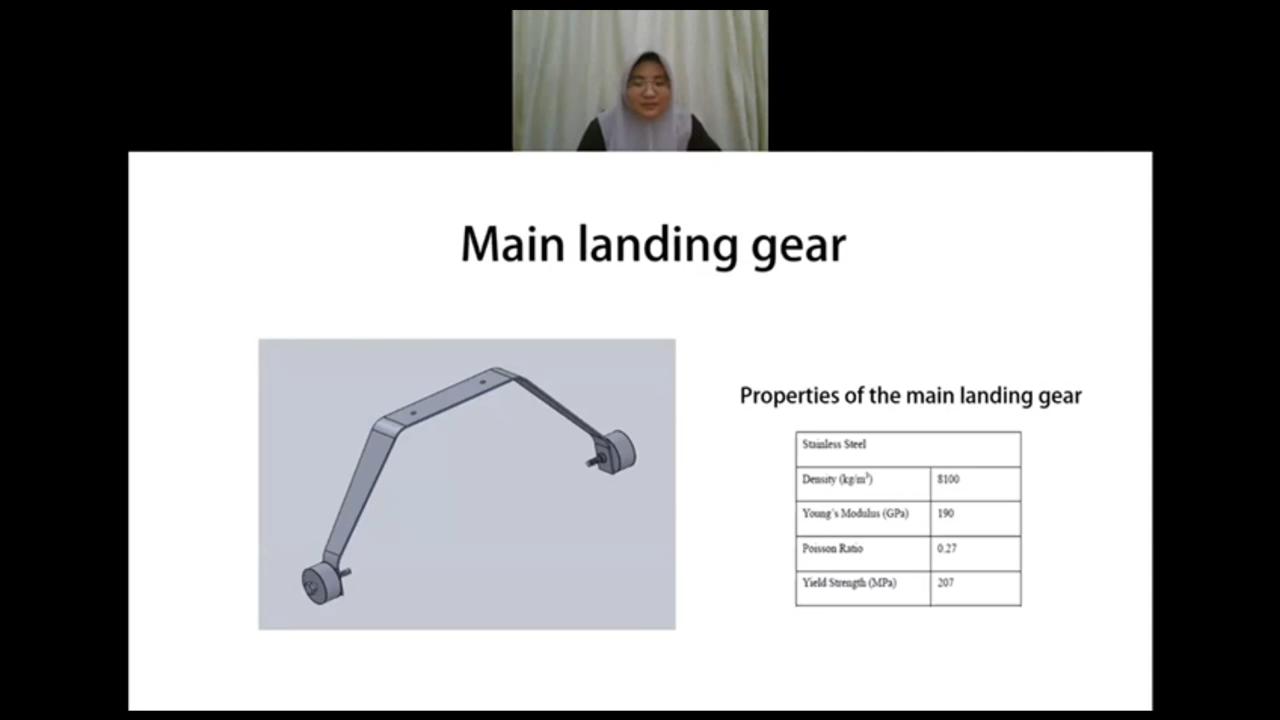 Main landing gear
Properties of the main landing gear
Stainless Steel
Density (kg/m³) 8100
Young's Modulus (GPa) 190
Poisson Ratio 0.27
Yield Strength (MPa) 207